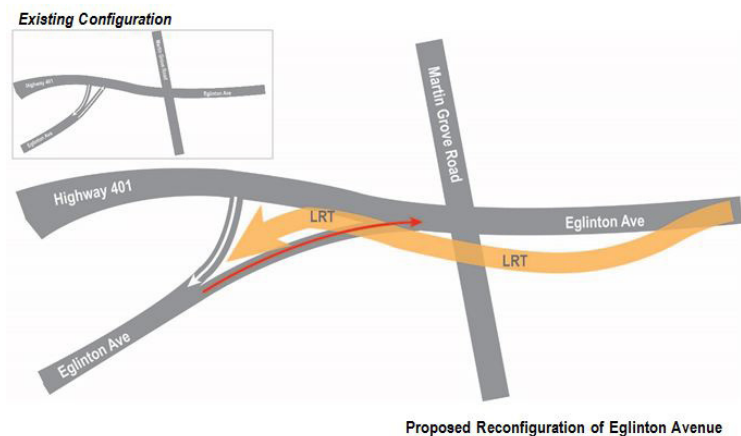 Existing Configuration
Martin Grove Road
Highway 401
Eglinton Ave
Eglinton Ave
Martin Grove Road
Highway 401
LRT
Eglinton Ave
LRT
Eglinton Ave
Proposed Reconfiguration of Eglinton Avenue